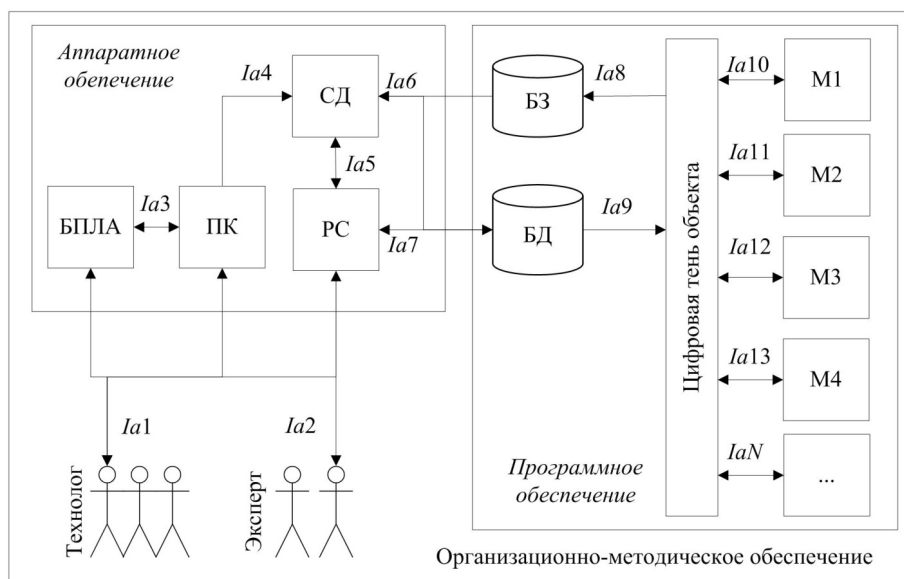 Аппаратное
обепечение
Ia4
СД
Ia6
БЗ
Ia8
Ia10
М1
Ia5
Ia11
М2
БПЛА
Ia3
ПК
РС
Ia7
БД
Ia9
Цифровая тень объекта
Ia12
М3
Ia13
М4
Ia1
Ia2
IaN
...
Технолог
Эксперт
Программное
обеспечение
Организационно-методическое обеспечение